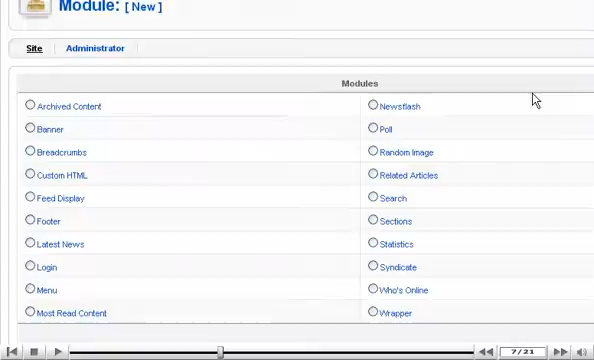 Module: [ New ]
Site Administrator
Modules
Archived Content Newsflash
Banner Poll
Breadcrumbs Random Image
Custom HTML Related Articles
Feed Display Search
Footer Sections
Latest News Statistics
Login Syndicate
Menu Who's Online
Most Read Content Wrapper
7/21